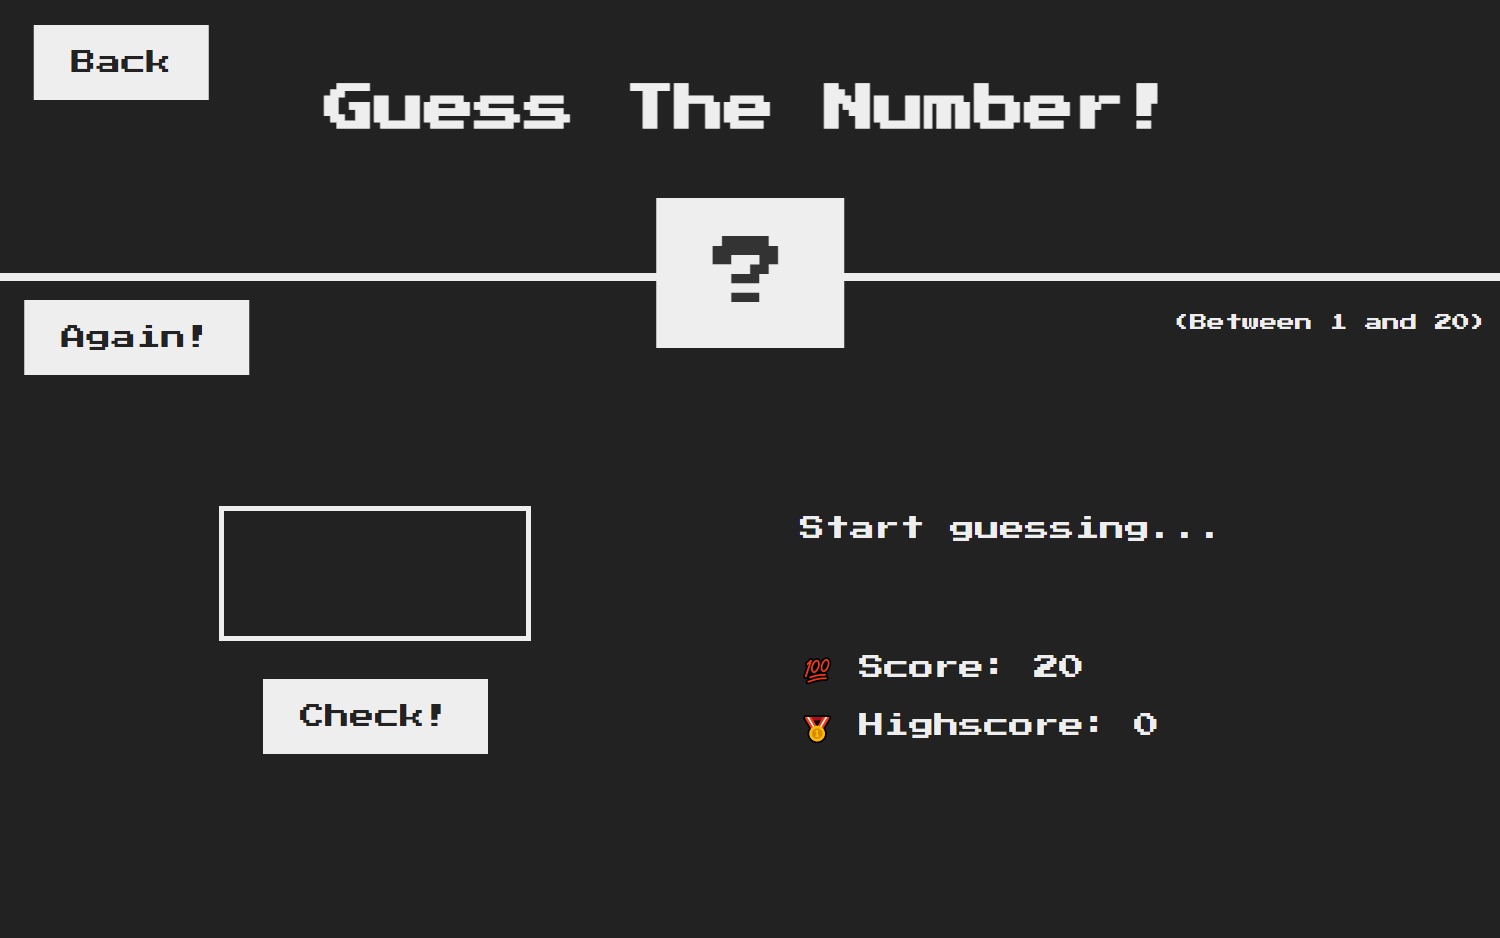 Back
Guess The Number!
?
Again!
(Between 1 and 20)
Start guessing...
💯 Score: 20
🥇 Highscore: 0
Check!